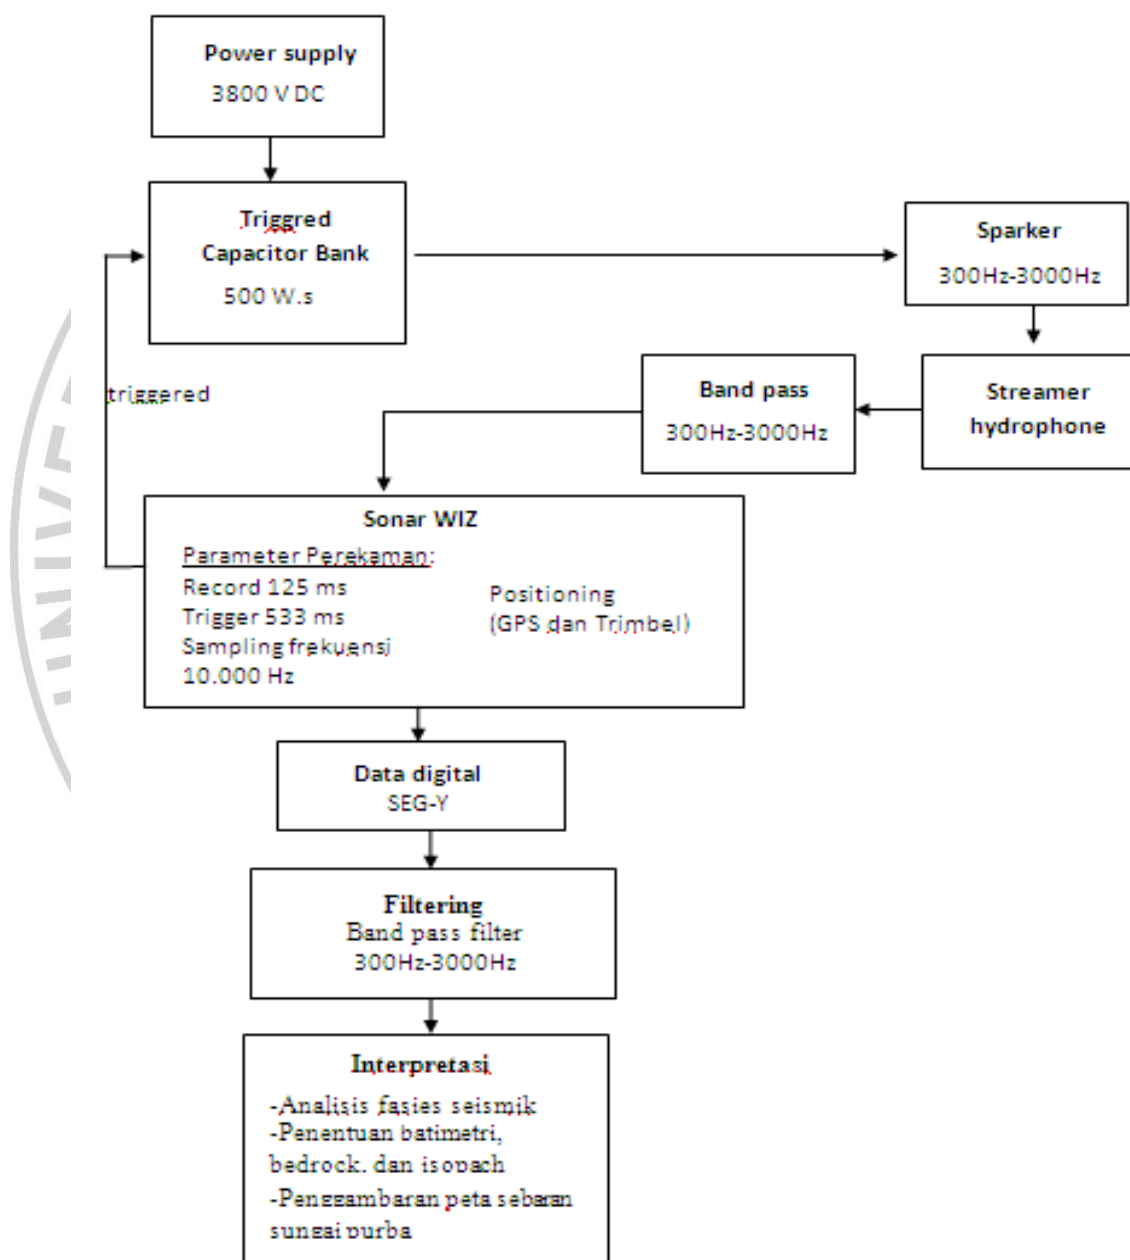 Power supply
3800 V DC
Triggred
Capacitor Bank
500 W.s
Sparker
300Hz-3000Hz
Streamer
hydrophone
Band pass
300Hz-3000Hz
triggered
Sonar WIZ
Parameter Perekaman:
Record 125 ms
Trigger 533 ms
Sampling frekuensi
10.000 Hz
Positioning
(GPS dan Trimbel)
Data digital
SEG-Y
Filtering
Band pass filter
300Hz-3000Hz
Interpretasi
-Analisis fasies seismik
-Penentuan batimetri,
bedrock, dan isopach
-Penggambaran peta sebaran
sungai purba